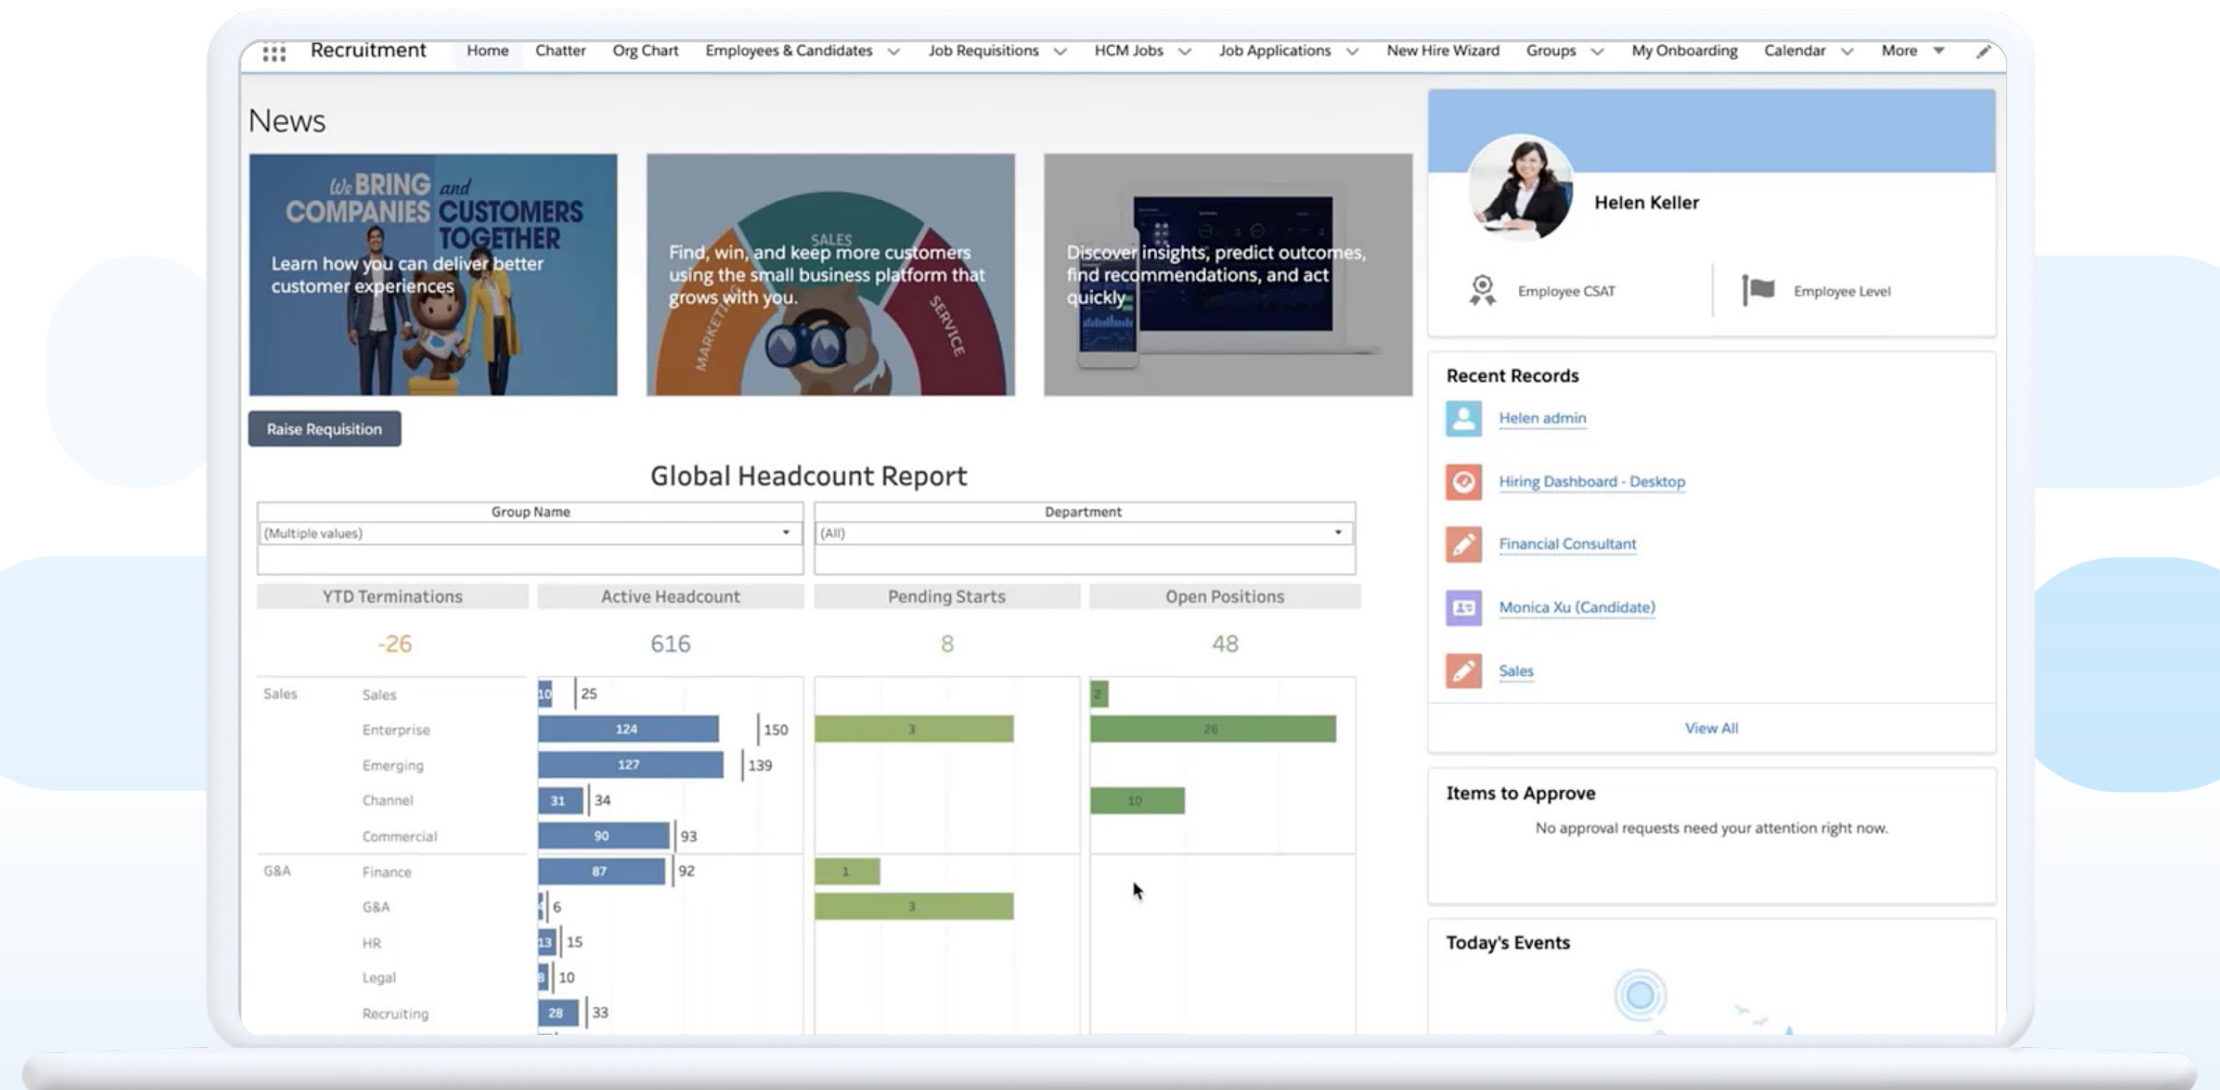 Recruitment
Home
Chatter
Org Chart
Employees & Candidates
Job Requisitions
HCM Jobs
Job Applications
New Hire Wizard
Groups
My Onboarding
Calendar
More
News
We BRING and
COMPANIES CUSTOMERS
TOGETHER
Learn how you can deliver better
customer experiences
SALES
MARKETING
SERVICE
Find, win, and keep more customers
using the small business platform that
grows with you.
Discover insights, predict outcomes,
find recommendations, and act
quickly
Raise Requisition
Global Headcount Report
Group Name
(Multiple values)
Department
(All)
YTD Terminations
Active Headcount
Pending Starts
Open Positions
-26
616
8
48
Sales
Sales
10
25
2
Enterprise
124
150
3
26
Emerging
127
139
Channel
31
34
10
Commercial
90
93
G&A
Finance
87
92
1
G&A
6
3
HR
13
15
Legal
8
10
Recruiting
28
33
Helen Keller
Employee CSAT
Employee Level
Recent Records
Helen admin
Hiring Dashboard - Desktop
Financial Consultant
Monica Xu (Candidate)
Sales
View All
Items to Approve
No approval requests need your attention right now.
Today's Events